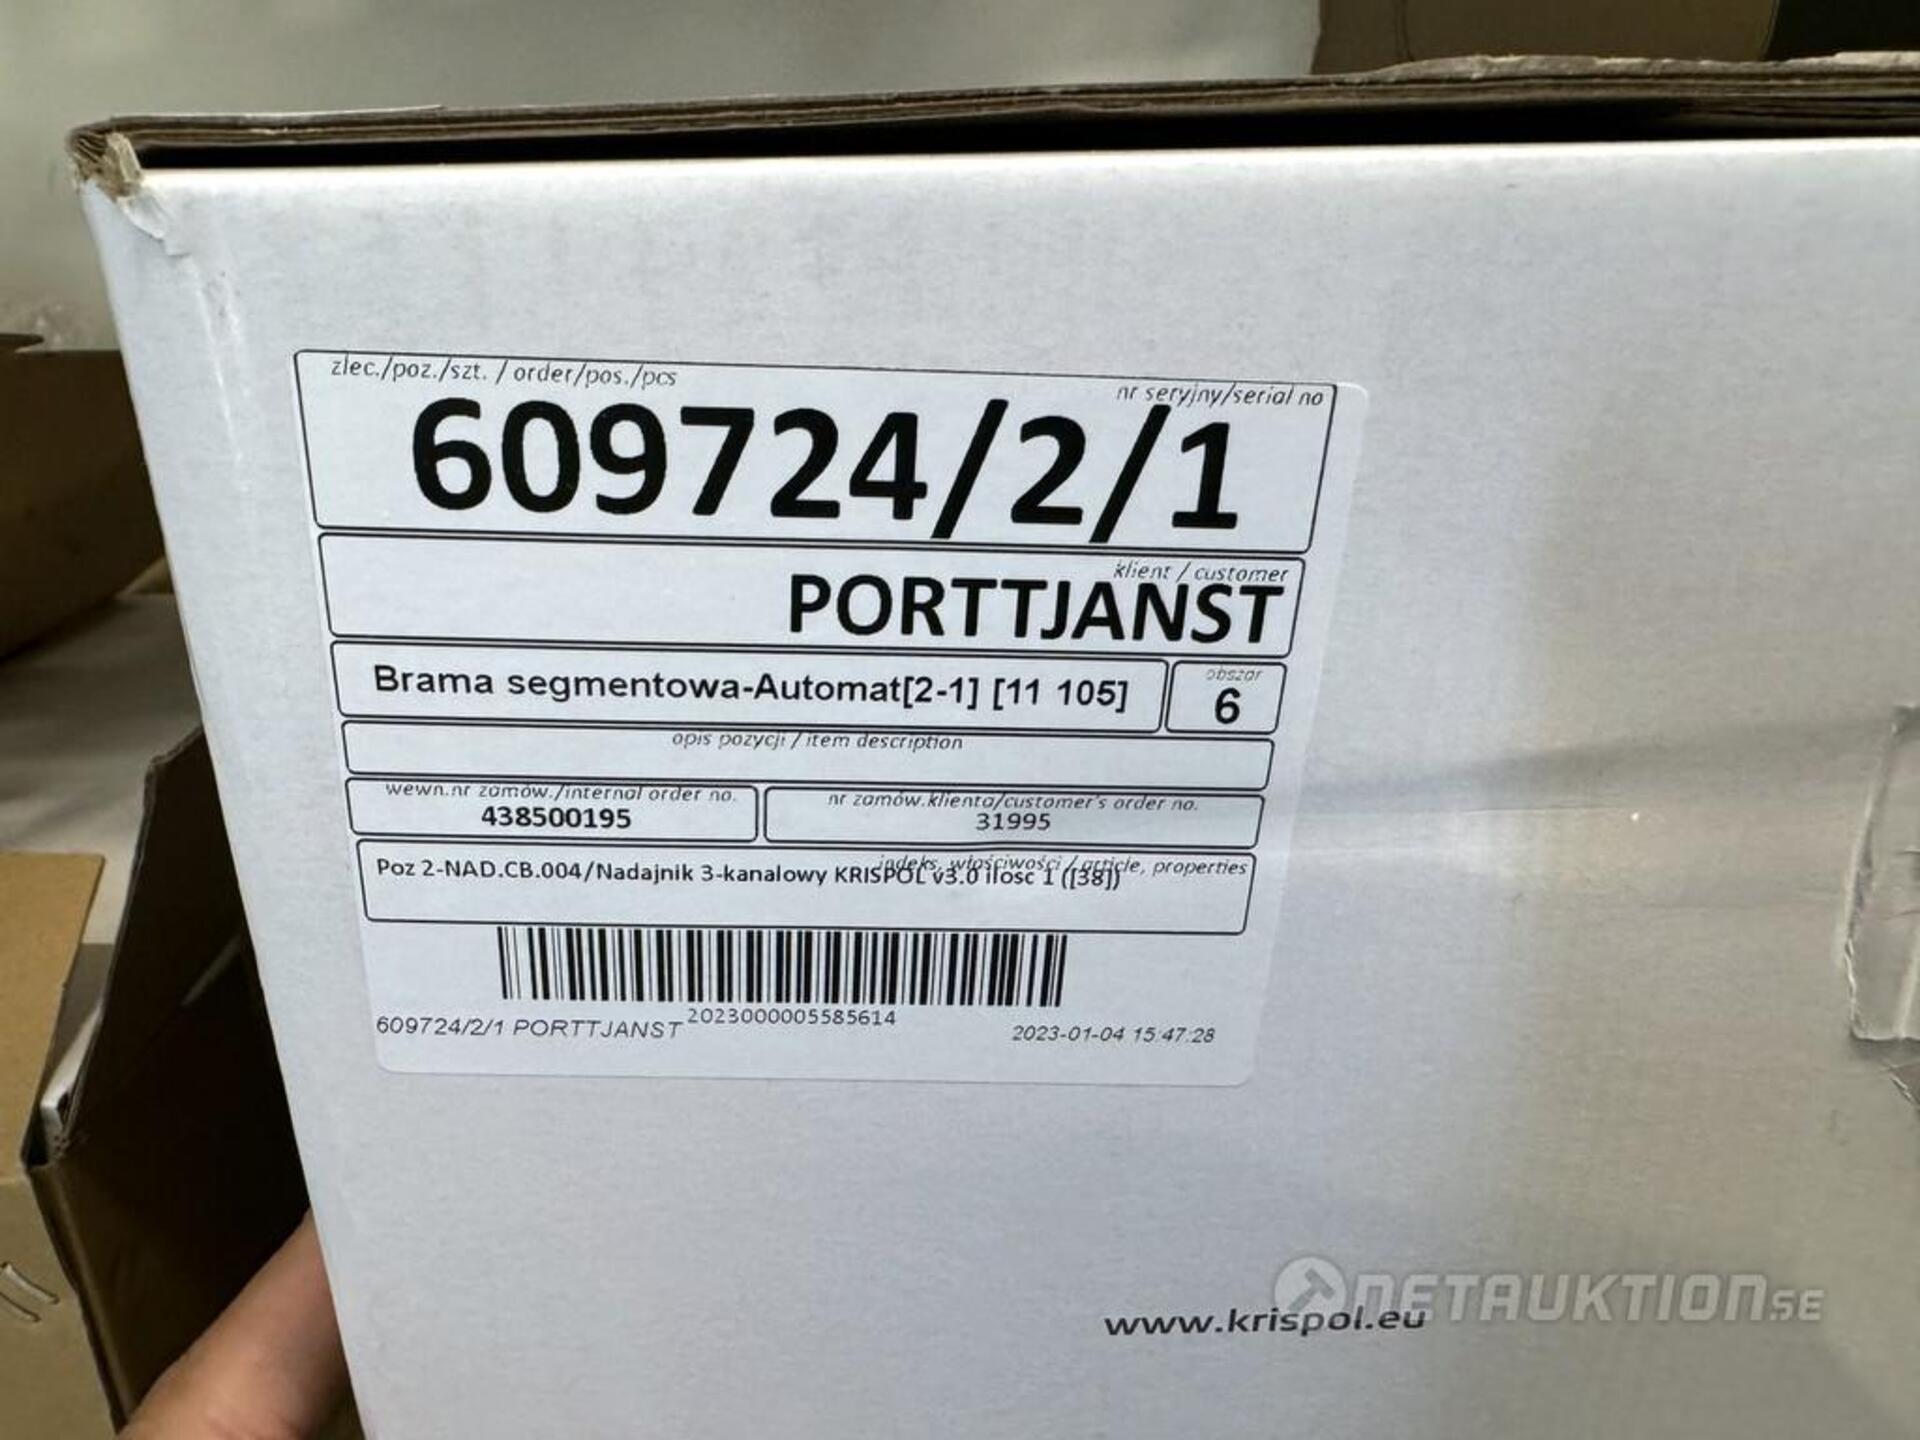 zlec./poz./szt. / order/pos./pcs
nr seryjny/serial no
609724/2/1
klient / customer
PORTTJANST
Brama segmentowa-Automat[2-1] [11 105]
obszar
6
opis pozycji / item description
wewn.nr zamów./internal order no.
438500195
nr zamów.klienta/customer's order no.
31995
indeks, właściwości / article, properties
Poz 2-NAD.CB.004/Nadajnik 3-kanałowy KRISPOL v3.0 ilosc 1 ([38])
609724/2/1 PORTTJANST
2023000005585614
2023-01-04 15:47:28
www.krispol.eu
NETAUKTION.SE